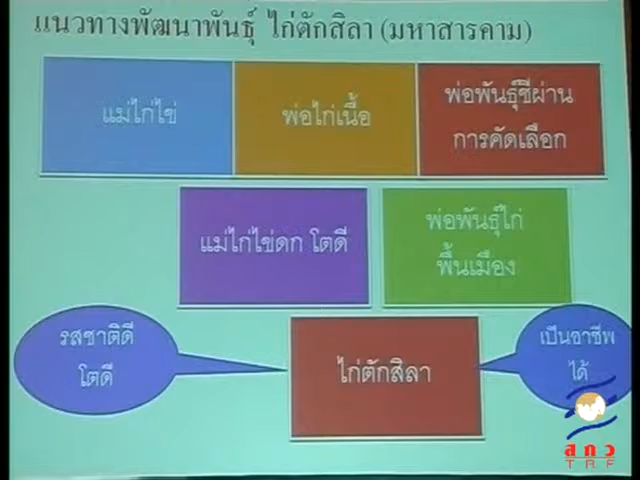 แนวทางพัฒนาพันธุ์ ไก่ตักสิลา (มหาสารคาม)
แม่ไก่ไข่
พ่อไก่เนื้อ
พ่อพันธุ์ชีผ่าน
การคัดเลือก
แม่ไก่ไข่ดก โตดี
พ่อพันธุ์ไก่
พื้นเมือง
รสชาติดี
โตดี
ไก่ตักสิลา
เป็นอาชีพ
ได้
สกว
TRF